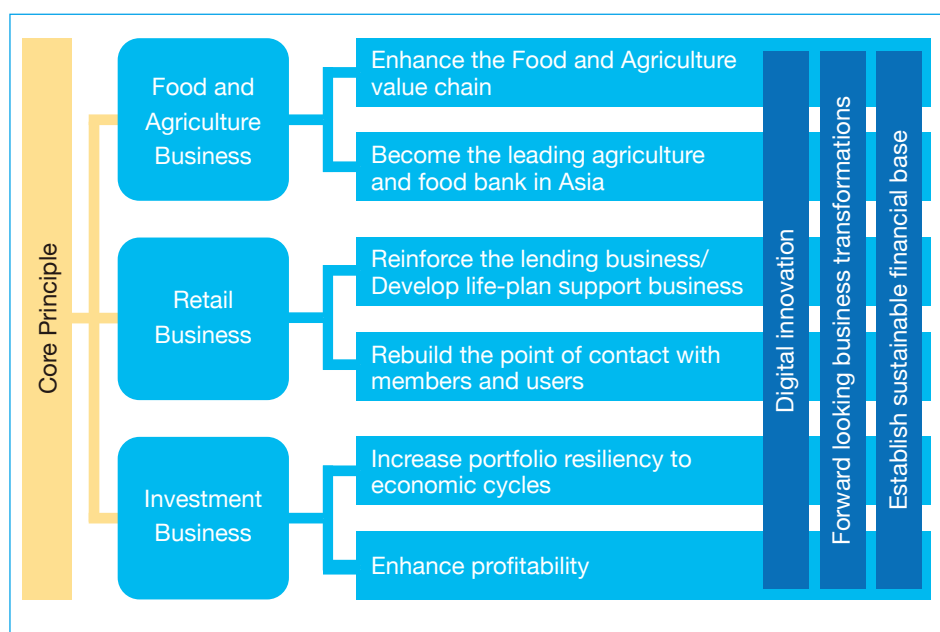 Core Principle
Food and
Agriculture
Business
Enhance the Food and Agriculture
value chain
Become the leading agriculture
and food bank in Asia
Retail
Business
Reinforce the lending business/
Develop life-plan support business
Rebuild the point of contact with
members and users
Investment
Business
Increase portfolio resiliency to
economic cycles
Enhance profitability
Digital innovation
Forward looking business transformations
Establish sustainable financial base